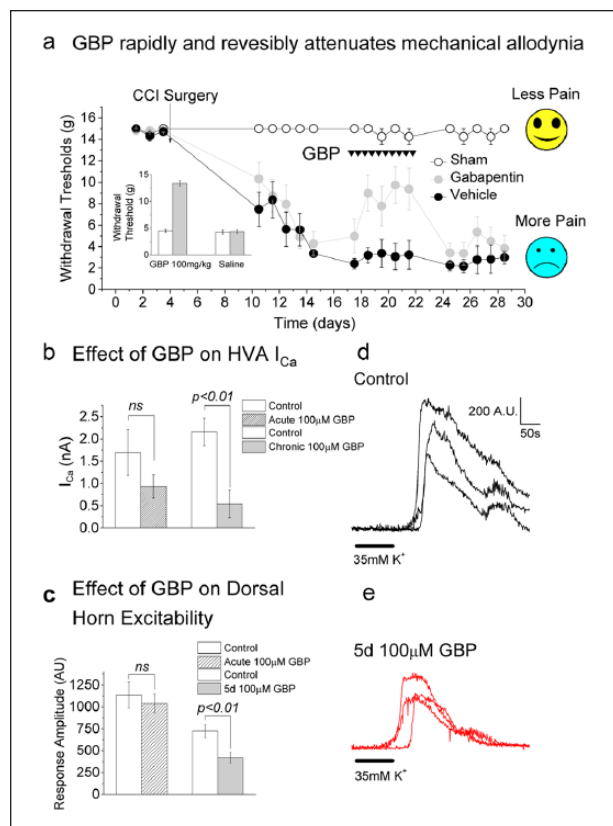 a GBP rapidly and revesibly attenuates mechanical allodynia
CCI Surgery
Less Pain
Withdrawal Tresholds (g)
16
14
12
10
8
6
4
2
0
GBP
Sham
Gabapentin
Vehicle
More Pain
Withdrawal
Threshold (g)
15
10
5
0
GBP 100mg/kg
Saline
0 2 4 6 8 10 12 14 16 18 20 22 24 26 28 30
Time (days)
b Effect of GBP on HVA ICa
ns
p<0.01
Control
Acute 100μM GBP
Control
Chronic 100μM GBP
ICa (nA)
2.5
2.0
1.5
1.0
0.5
0.0
d
Control
200 A.U.
50s
35mM K+
c Effect of GBP on Dorsal
Horn Excitability
ns
p<0.01
Control
Acute 100μM GBP
Control
5d 100μM GBP
Response Amplitude (AU)
1250
1000
750
500
250
0
e
5d 100μM GBP
35mM K+